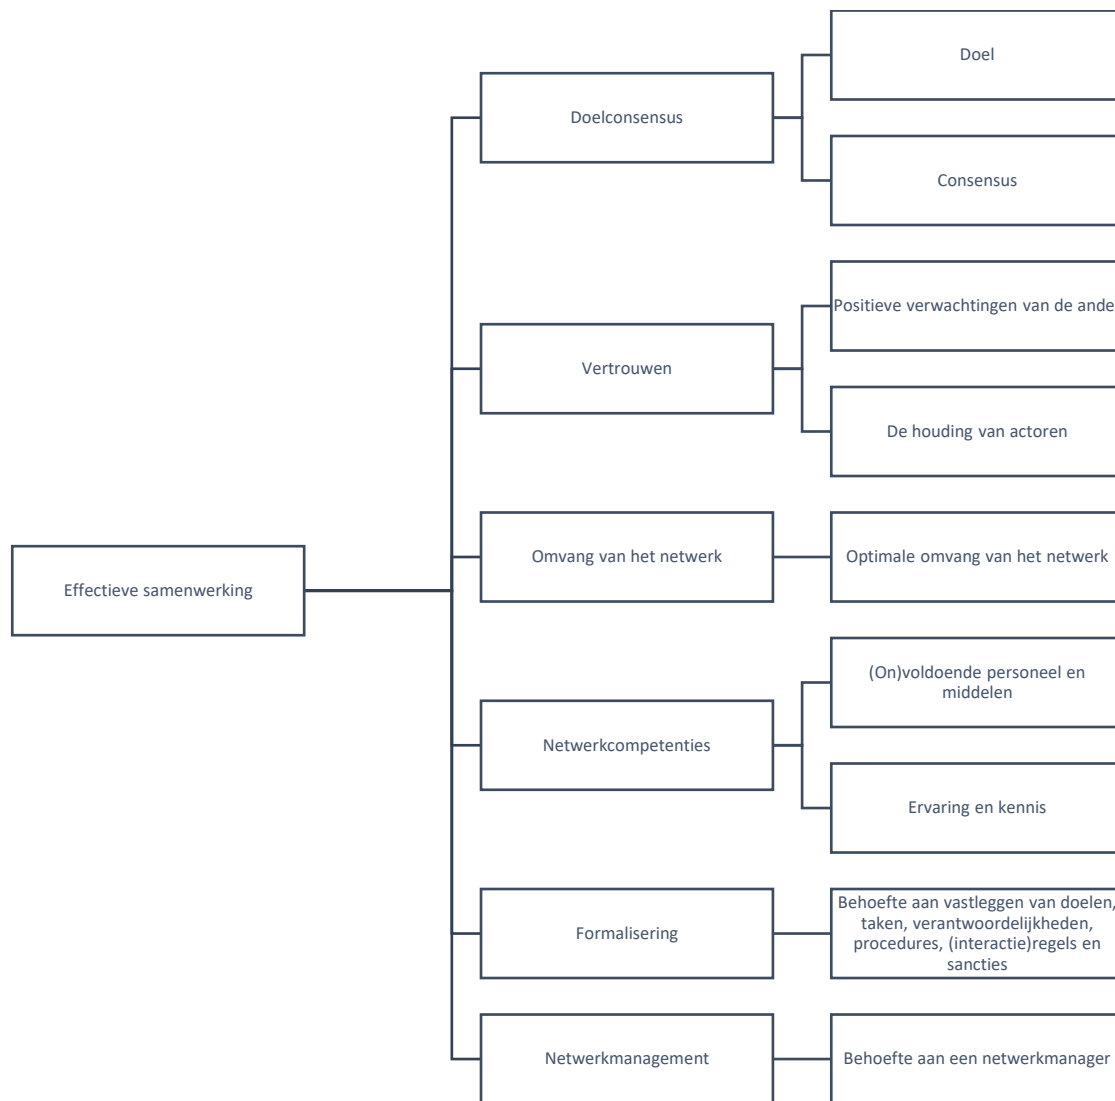 Doel
Doelconsensus
Consensus
Positieve verwachtingen van de ande
Vertrouwen
De houding van actoren
Omvang van het netwerk
Optimale omvang van het netwerk
Effectieve samenwerking
(On)voldoende personeel en
middelen
Netwerkcompetenties
Ervaring en kennis
Formalisering
Behoefte aan vastleggen van doelen,
taken, verantwoordelijkheden,
procedures, (interactie)regels en
sancties
Netwerkmanagement
Behoefte aan een netwerkmanager